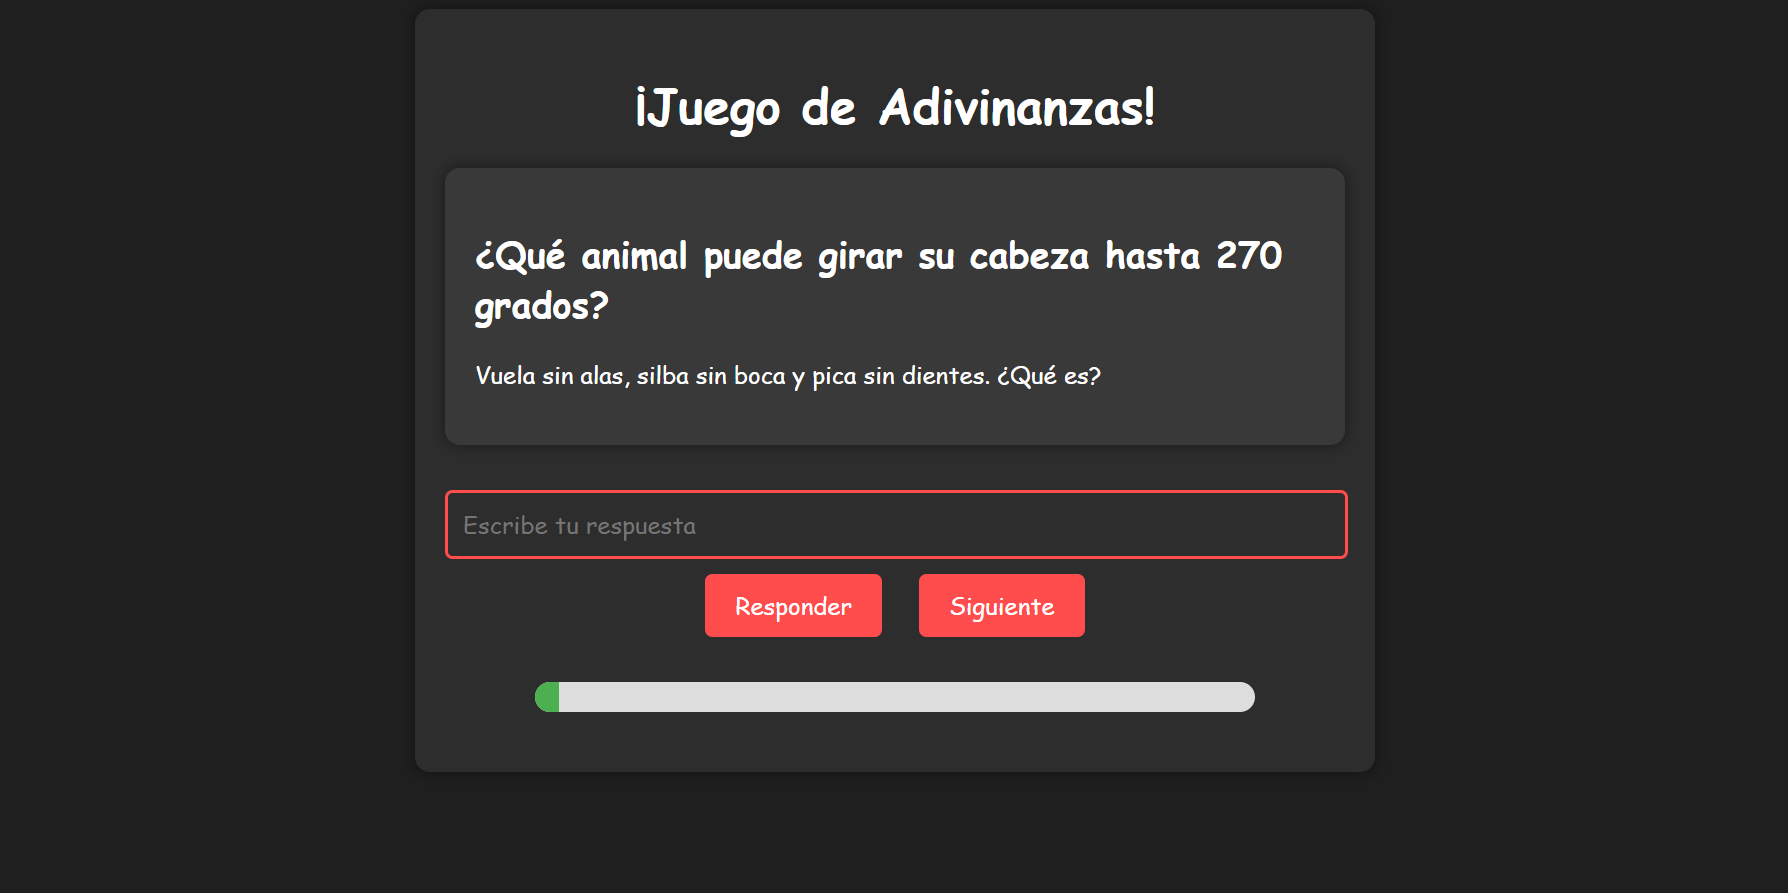 ¡Juego de Adivinanzas!
¿Qué animal puede girar su cabeza hasta 270
grados?
Vuela sin alas, silba sin boca y pica sin dientes. ¿Qué es?
Escribe tu respuesta
Responder
Siguiente